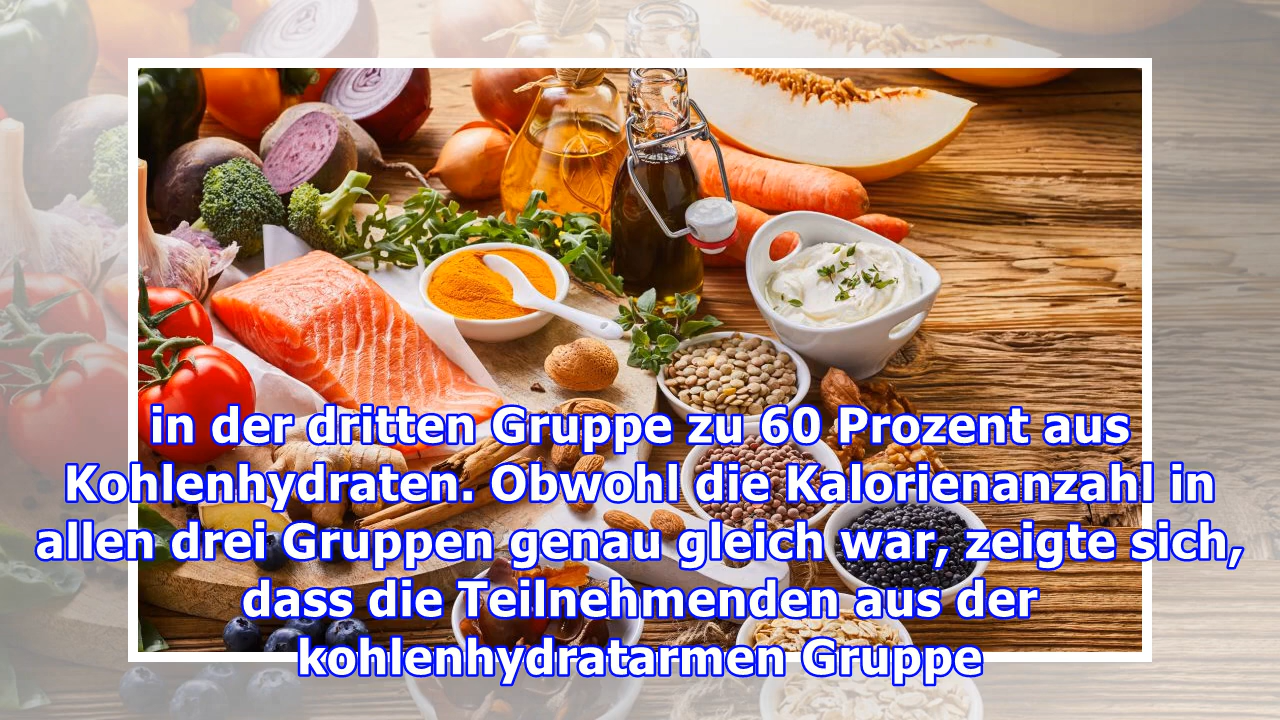 in der dritten Gruppe zu 60 Prozent aus
Kohlenhydraten. Obwohl die Kalorienanzahl in
allen drei Gruppen genau gleich war, zeigte sich,
dass die Teilnehmenden aus der
kohlenhydratarmen Gruppe